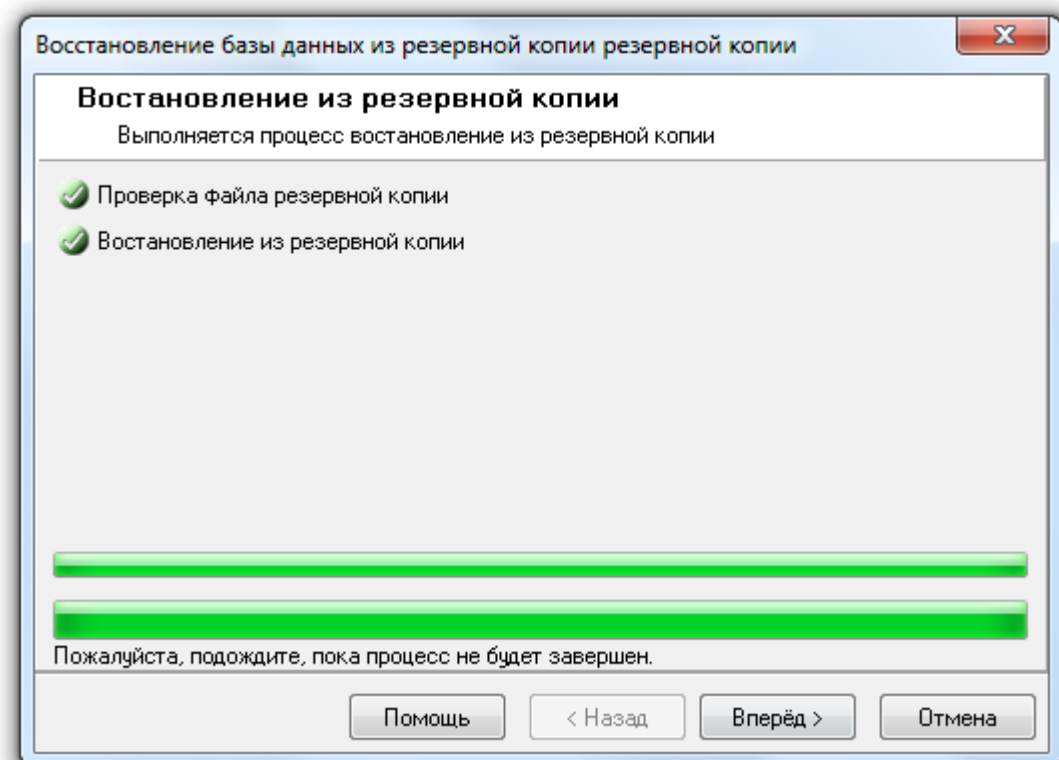 Восстановление базы данных из резервной копии резервной копии
Востановление из резервной копии
Выполняется процесс востановление из резервной копии
Проверка файла резервной копии
Востановление из резервной копии
Пожалуйста, подождите, пока процесс не будет завершен.
Помощь
< Назад
Вперёд >
Отмена